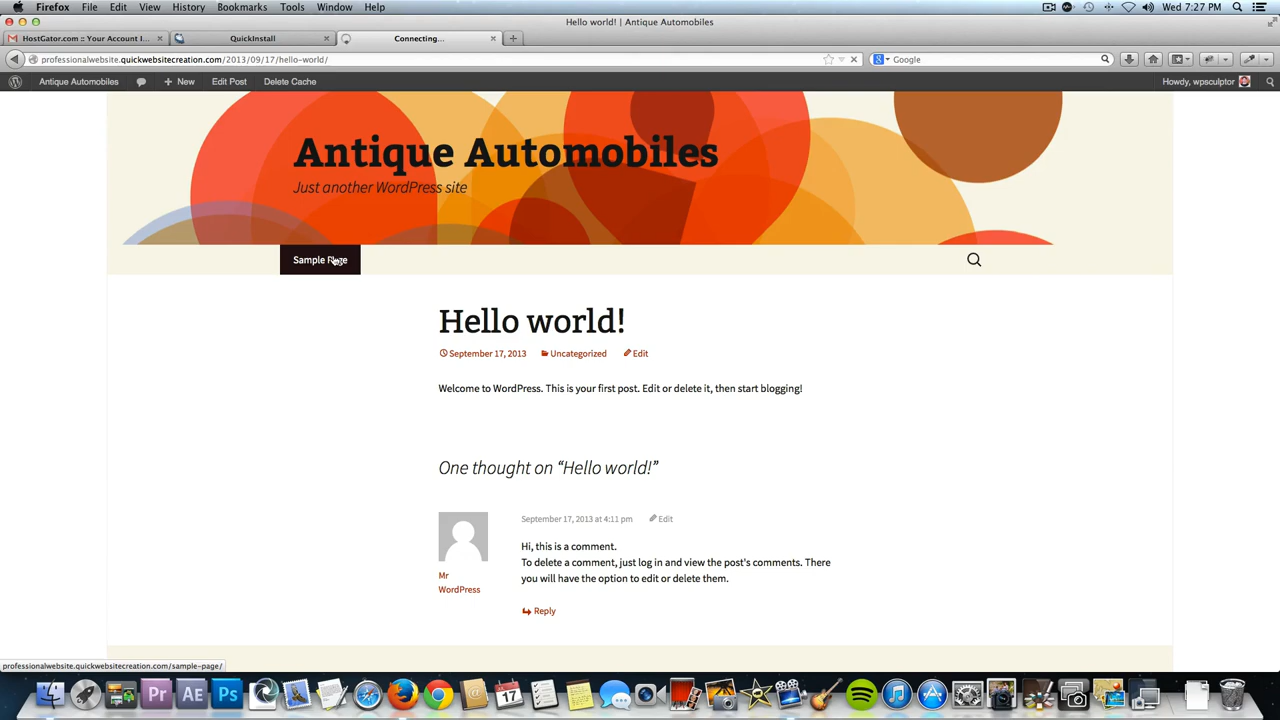 Firefox File Edit View History Bookmarks Tools Window Help Wed 7:27 PM
Hello world! | Antique Automobiles
HostGator.com :: Your Account I... QuickInstall Connecting...
professionalwebsite.quickwebsitecreation.com/2013/09/17/hello-world/ Google
Antique Automobiles New Edit Post Delete Cache Howdy, wpsculptor
Antique Automobiles
Just another WordPress site
Sample Page
Hello world!
September 17, 2013 Uncategorized Edit
Welcome to WordPress. This is your first post. Edit or delete it, then start blogging!
One thought on “Hello world!”
September 17, 2013 at 4:11 pm Edit
Hi, this is a comment.
To delete a comment, just log in and view the post's comments. There
you will have the option to edit or delete them.
Mr
WordPress
Reply
professionalwebsite.quickwebsitecreation.com/sample-page/
Pr AE Ps 17